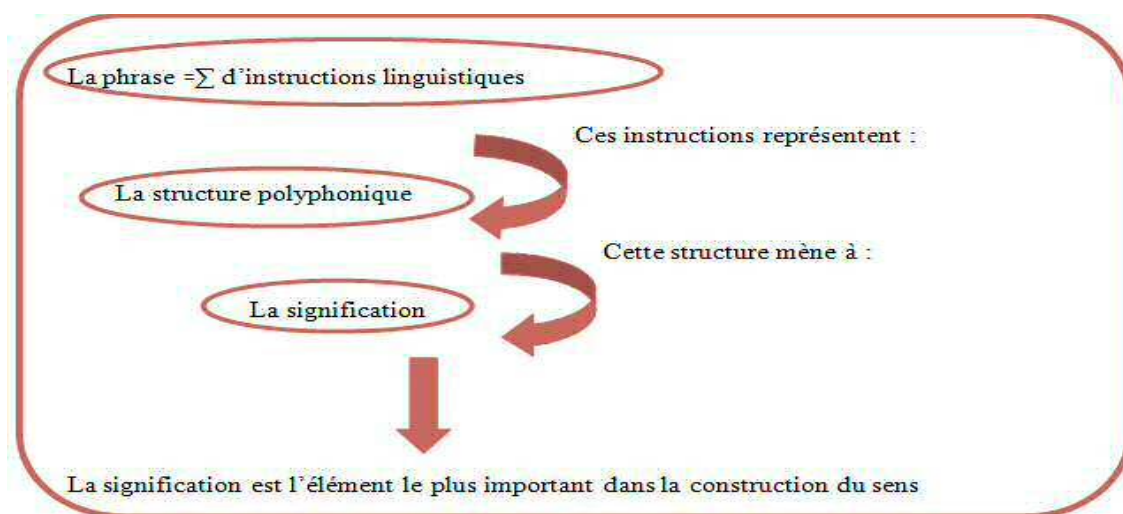 La phrase =∑ d'instructions linguistiques
Ces instructions représentent :
La structure polyphonique
Cette structure mène à :
La signification
La signification est l'élément le plus important dans la construction du sens